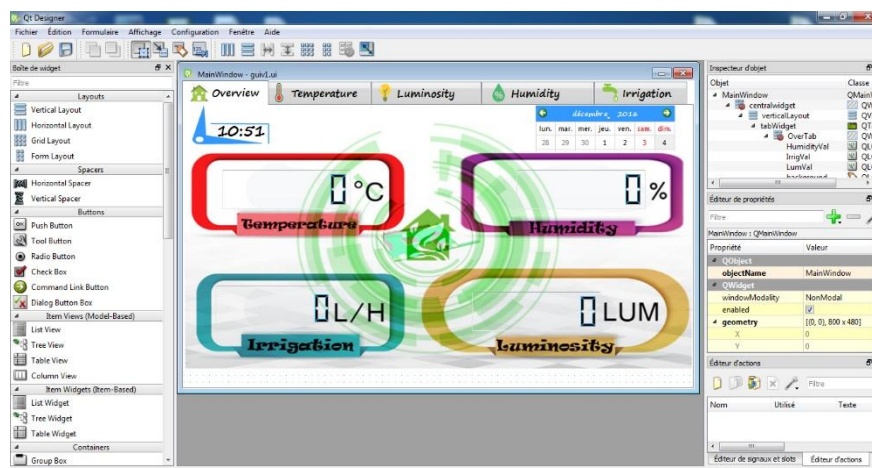 Qt Designer
Fichier Édition Formulaire Affichage Configuration Fenêtre Aide
Boîte de widget
Filtre
Layouts
Vertical Layout
Horizontal Layout
Grid Layout
Form Layout
Spacers
Horizontal Spacer
Vertical Spacer
Buttons
Push Button
Tool Button
Radio Button
Check Box
Command Link Button
Dialog Button Box
Item Views (Model-Based)
List View
Tree View
Table View
Column View
Item Widgets (Item-Based)
List Widget
Tree Widget
Table Widget
Containers
Group Box
MainWindow - guiv1.ui
Overview Temperature Luminosity Humidity Irrigation
10:51
décembre, 2016
lun. mar. mer. jeu. ven. sam. dim.
28 29 30 1 2 3 4
0 °C
Temperature
0 %
Humidity
0 L/H
Irrigation
0 LUM
Luminosity
Inspecteur d'objet
Objet Classe
MainWindow QMainW
centralwidget QW
verticalLayout
tabWidget
OverTab QW
HumidityVal
IrrigVal
LumVal
background
Éditeur de propriétés
Filtre
MainWindow : QMainWindow
Propriété Valeur
QObject
objectName MainWindow
QWidget
windowModality NonModal
enabled
geometry [(0, 0), 800 x 480]
X 0
Y 0
Éditeur d'actions
Filtre
Nom Utilisé Texte
Éditeur de signaux et slots Éditeur d'actions